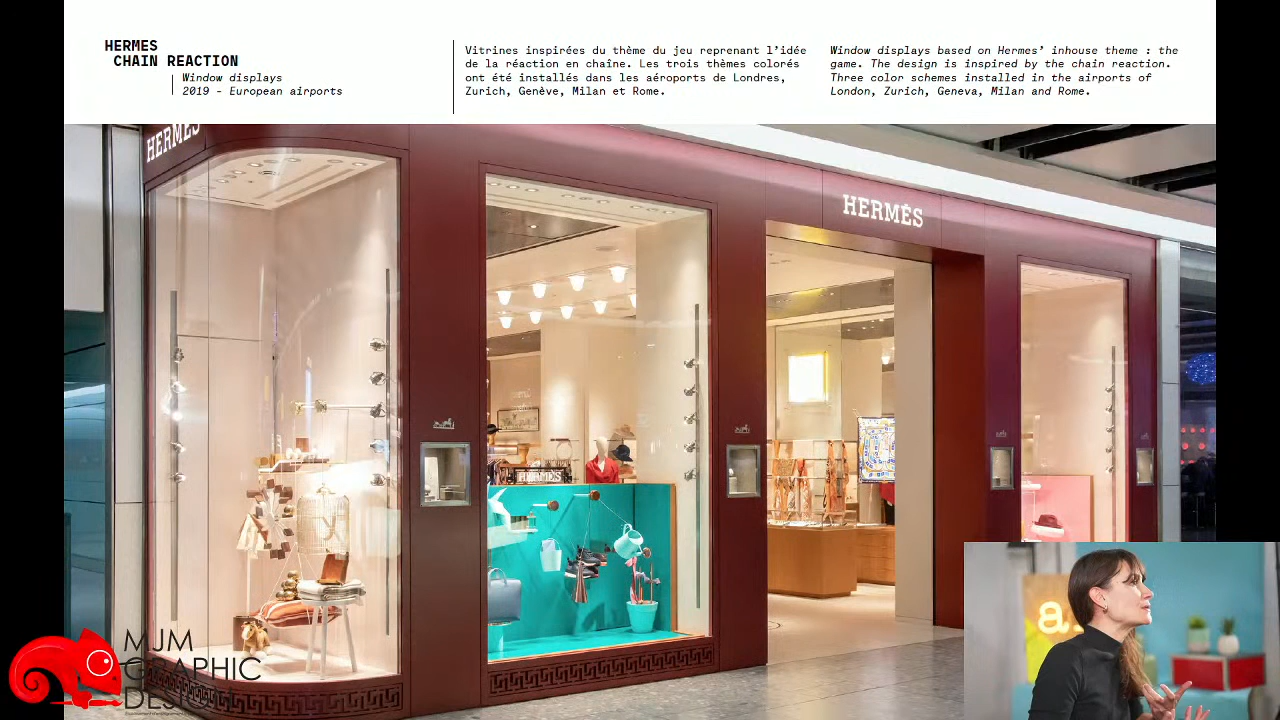 HERMES
CHAIN REACTION
Window displays
2019 - European airports
Vitrines inspirées du thème du jeu reprenant l'idée
de la réaction en chaîne. Les trois thèmes colorés
ont été installés dans les aéroports de Londres,
Zurich, Genève, Milan et Rome.
Window displays based on Hermes' inhouse theme : the
game. The design is inspired by the chain reaction.
Three color schemes installed in the airports of
London, Zurich, Geneva, Milan and Rome.
HERMÈS
HERMÈS
HERMÈS
a
MJM
GRAPHIC
DESIGN